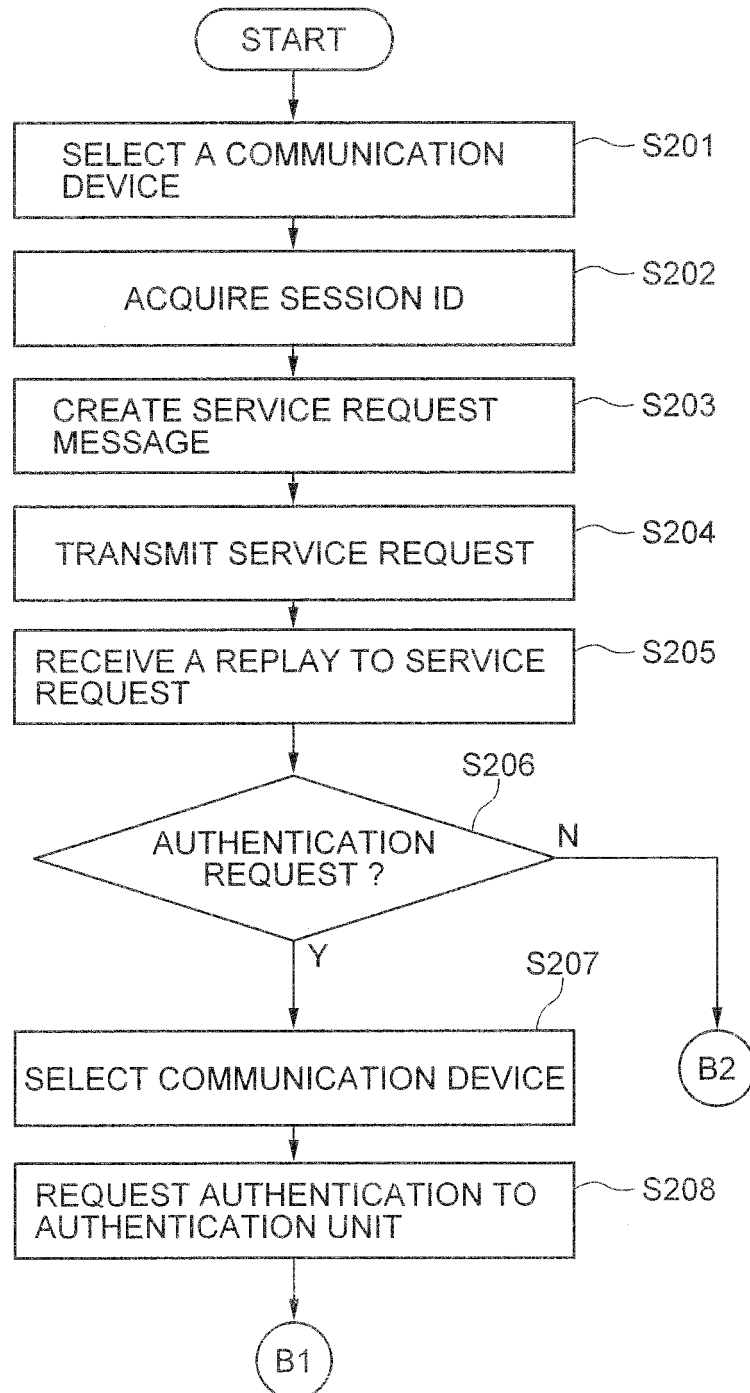 START
SELECT A COMMUNICATION
DEVICE
S201
ACQUIRE SESSION ID
S202
CREATE SERVICE REQUEST
MESSAGE
S203
TRANSMIT SERVICE REQUEST
S204
RECEIVE A REPLAY TO SERVICE
REQUEST
S205
S206
AUTHENTICATION
REQUEST ?
N
Y
S207
SELECT COMMUNICATION DEVICE
B2
REQUEST AUTHENTICATION TO
AUTHENTICATION UNIT
S208
B1